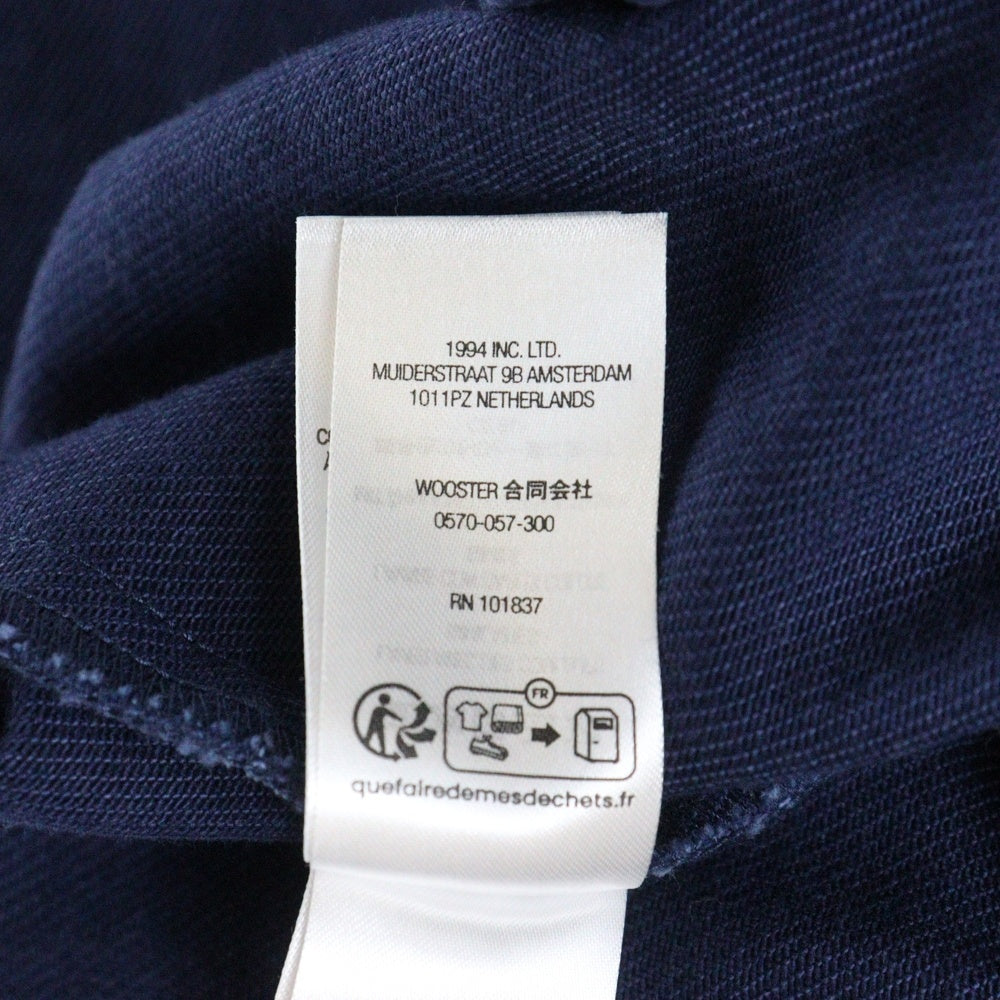 1994 INC. LTD.
MUIDERSTRAAT 9B AMSTERDAM
1011PZ NETHERLANDS
WOOSTER 合同会社
0570-057-300
RN 101837
FR
quefairedemesdechets.fr